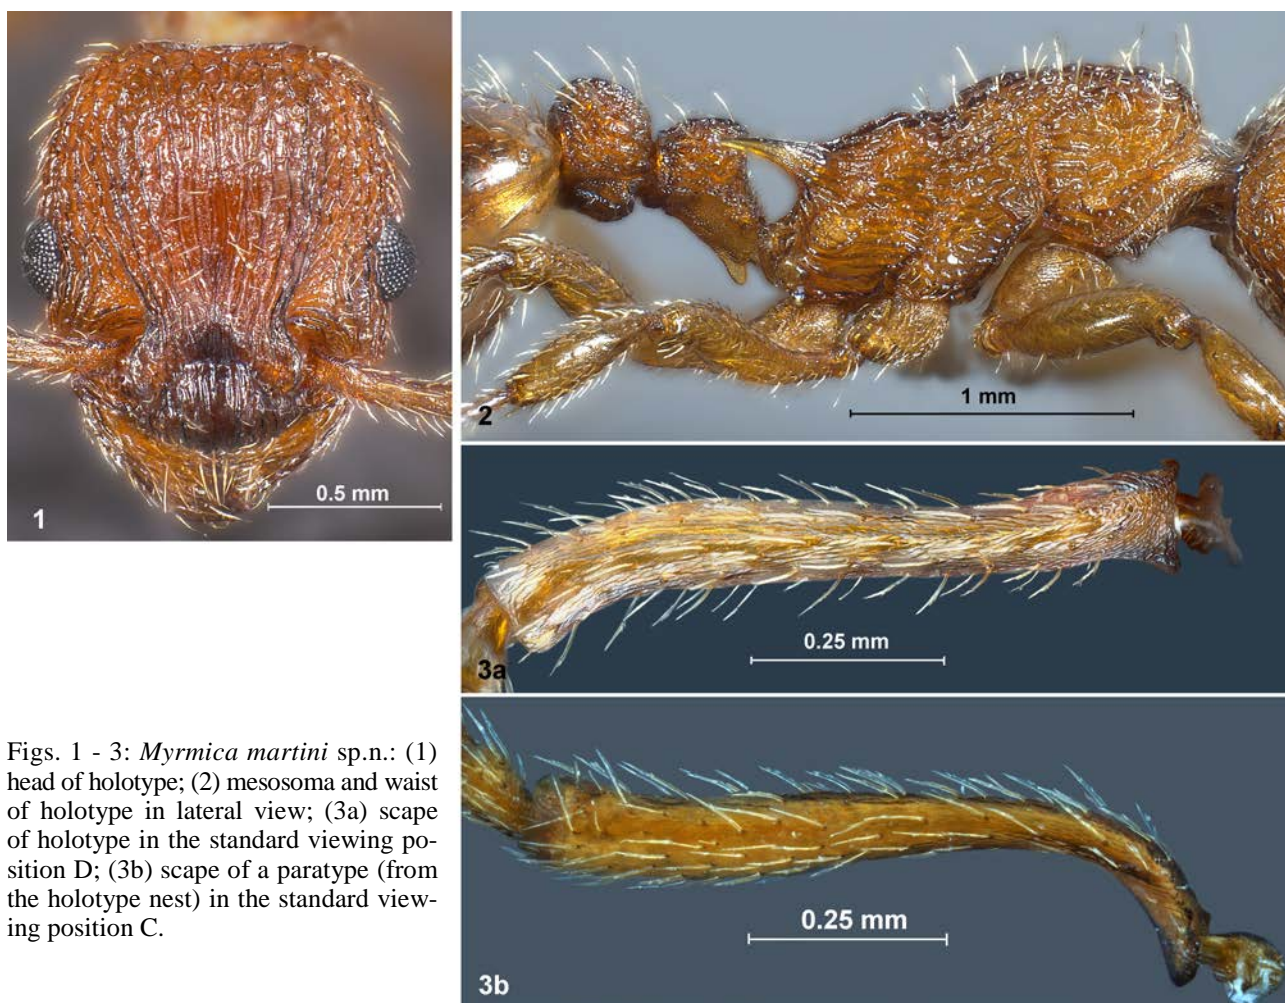 0.5 mm
1
1 mm
2
0.25 mm
3a
0.25 mm
3b
Figs. 1 - 3: Myrmica martini sp.n.: (1)
head of holotype; (2) mesosoma and waist
of holotype in lateral view; (3a) scape
of holotype in the standard viewing po-
sition D; (3b) scape of a paratype (from
the holotype nest) in the standard view-
ing position C.